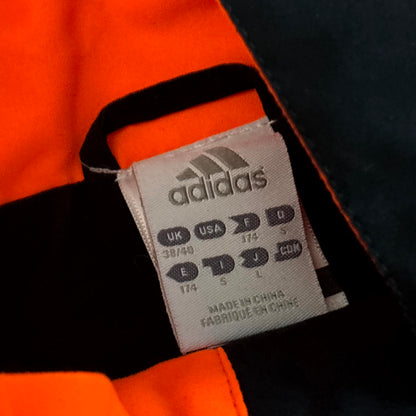 adidas
UK USA F D
38/40 174 S
E I J CDN
174 S L
MADE IN CHINA
FABRIQUÉ EN CHINE